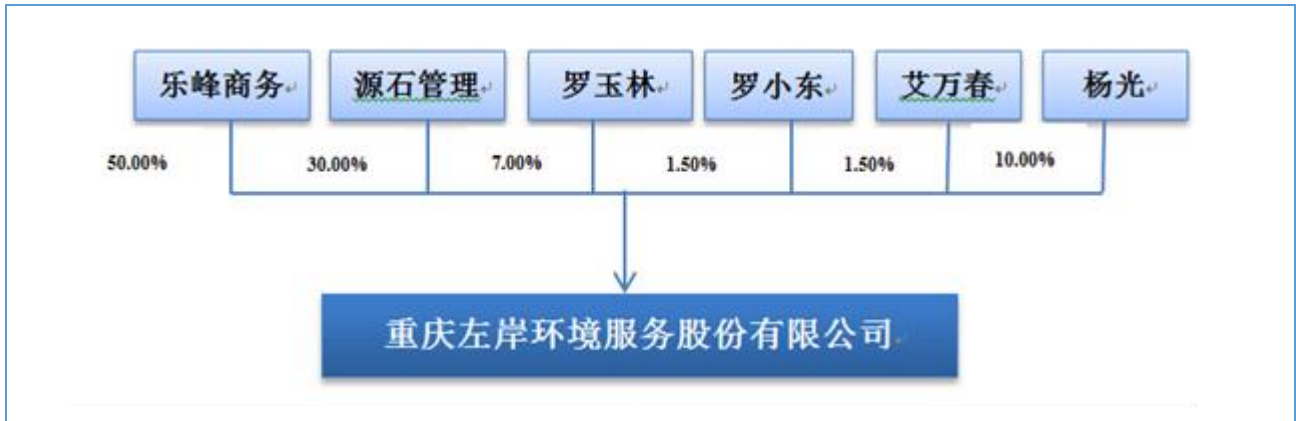 乐峰商务 源石管理 罗玉林 罗小东 艾万春 杨光
50.00% 30.00% 7.00% 1.50% 1.50% 10.00%
重庆左岸环境服务股份有限公司